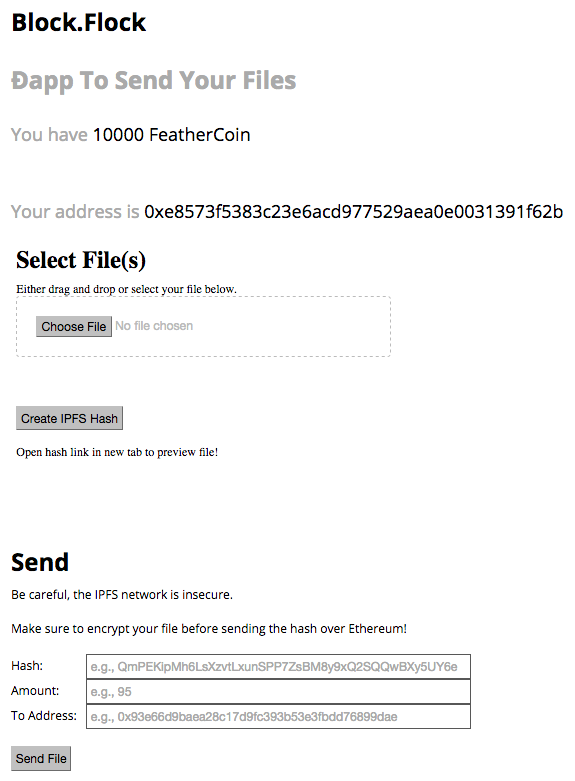 Block.Flock
Ðapp To Send Your Files
You have 10000 FeatherCoin
Your address is 0xe8573f5383c23e6acd977529aea0e0031391f62b
Select File(s)
Either drag and drop or select your file below.
Choose File No file chosen
Create IPFS Hash
Open hash link in new tab to preview file!
Send
Be careful, the IPFS network is insecure.
Make sure to encrypt your file before sending the hash over Ethereum!
Hash: e.g., QmPEKipMh6LsXzvtLxunSPP7ZsBM8y9xQ2SQQwBXy5UY6e
Amount: e.g., 95
To Address: e.g., 0x93e66d9baea28c17d9fc393b53e3fbdd76899dae
Send File